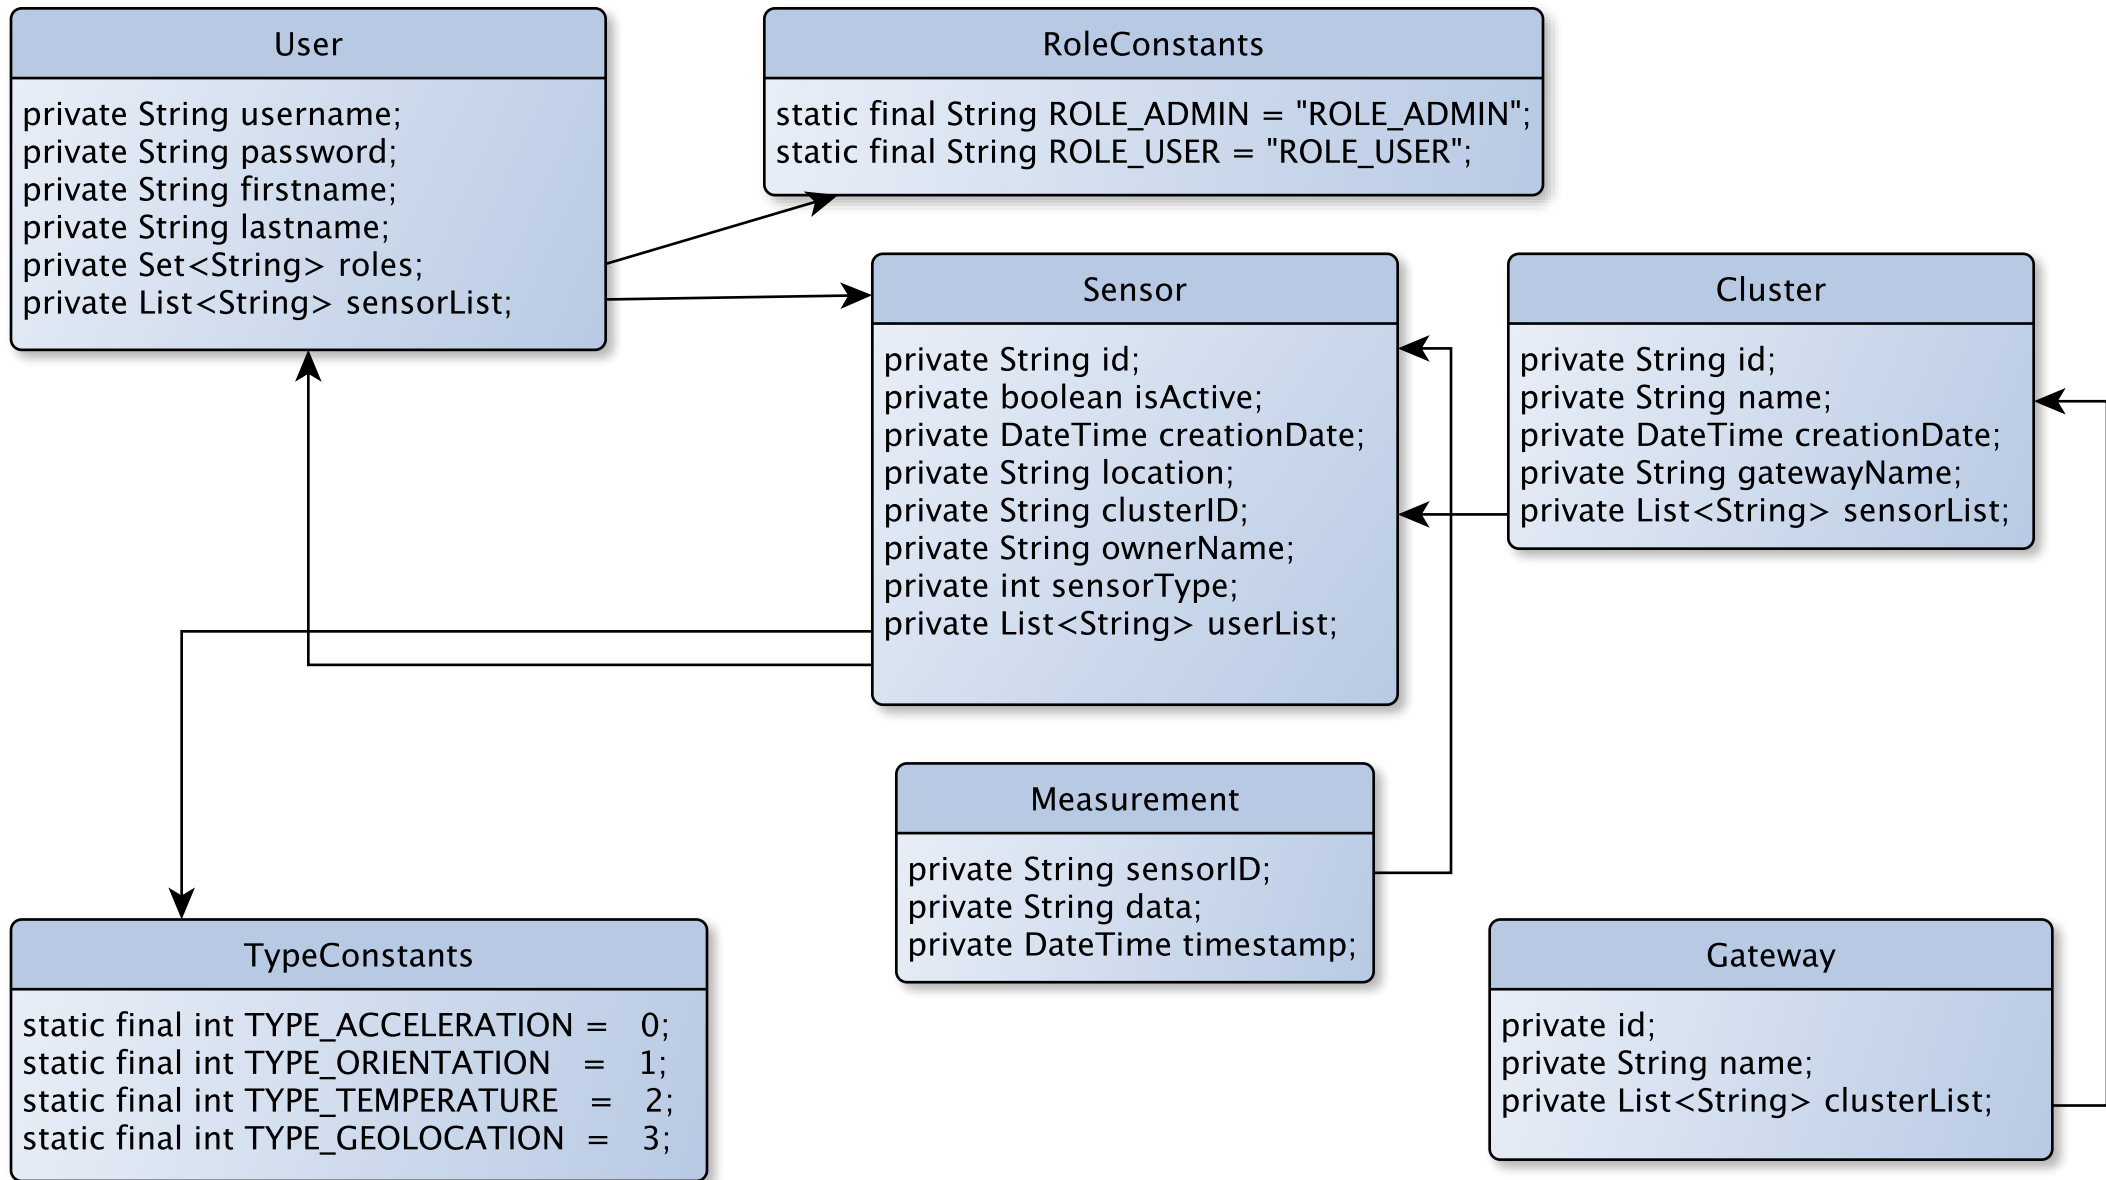 User
private String username;
private String password;
private String firstname;
private String lastname;
private Set<String> roles;
private List<String> sensorList;
RoleConstants
static final String ROLE_ADMIN = "ROLE_ADMIN";
static final String ROLE_USER = "ROLE_USER";
Sensor
private String id;
private boolean isActive;
private DateTime creationDate;
private String location;
private String clusterID;
private String ownerName;
private int sensorType;
private List<String> userList;
Cluster
private String id;
private String name;
private DateTime creationDate;
private String gatewayName;
private List<String> sensorList;
Measurement
private String sensorID;
private String data;
private DateTime timestamp;
TypeConstants
static final int TYPE_ACCELERATION = 0;
static final int TYPE_ORIENTATION = 1;
static final int TYPE_TEMPERATURE = 2;
static final int TYPE_GEOLOCATION = 3;
Gateway
private id;
private String name;
private List<String> clusterList;